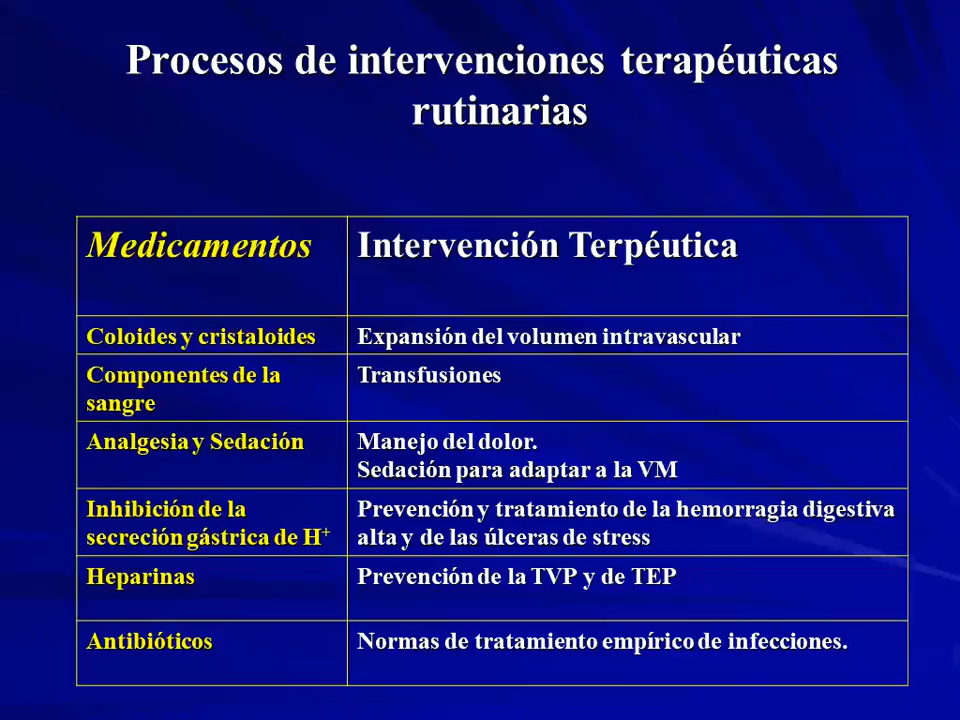 Procesos de intervenciones terapéuticas
rutinarias
Medicamentos
Intervención Terpéutica
Coloides y cristaloides
Expansión del volumen intravascular
Componentes de la
sangre
Transfusiones
Analgesia y Sedación
Manejo del dolor.
Sedación para adaptar a la VM
Inhibición de la
secreción gástrica de H⁺
Prevención y tratamiento de la hemorragia digestiva
alta y de las úlceras de stress
Heparinas
Prevención de la TVP y de TEP
Antibióticos
Normas de tratamiento empírico de infecciones.